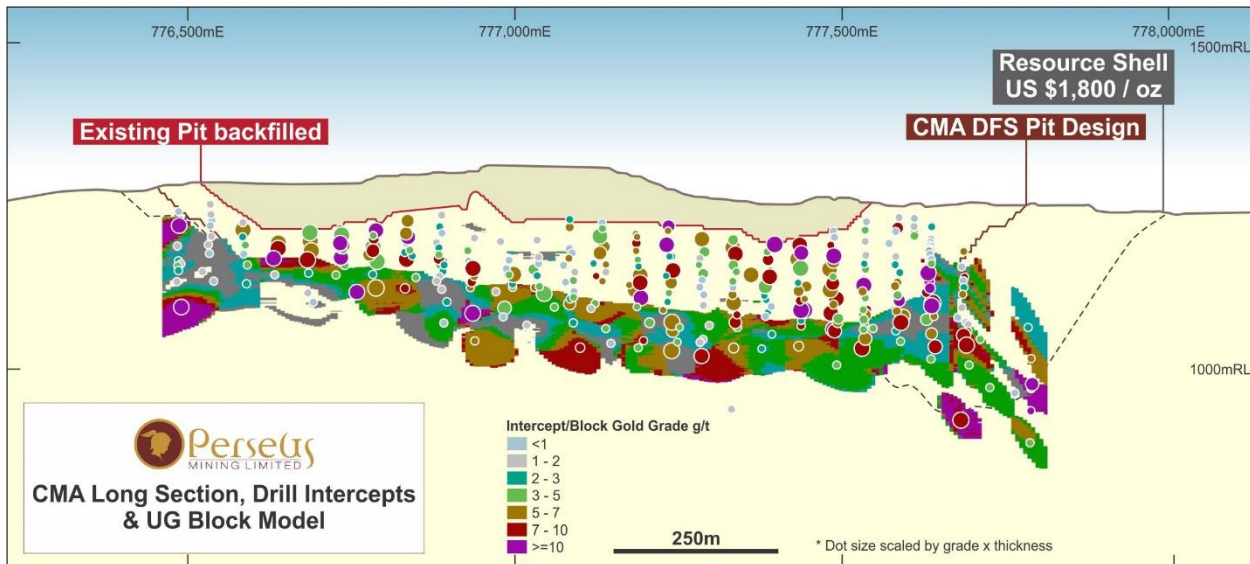 776,500mE
777,000mE
777,500mE
778,000mE
1500mRL
Resource Shell
US $1,800 / oz
Existing Pit backfilled
CMA DFS Pit Design
1000mRL
Perseus
MINING LIMITED
CMA Long Section, Drill Intercepts
& UG Block Model
Intercept/Block Gold Grade g/t
<1
1 - 2
2 - 3
3 - 5
5 - 7
7 - 10
>=10
250m
* Dot size scaled by grade x thickness